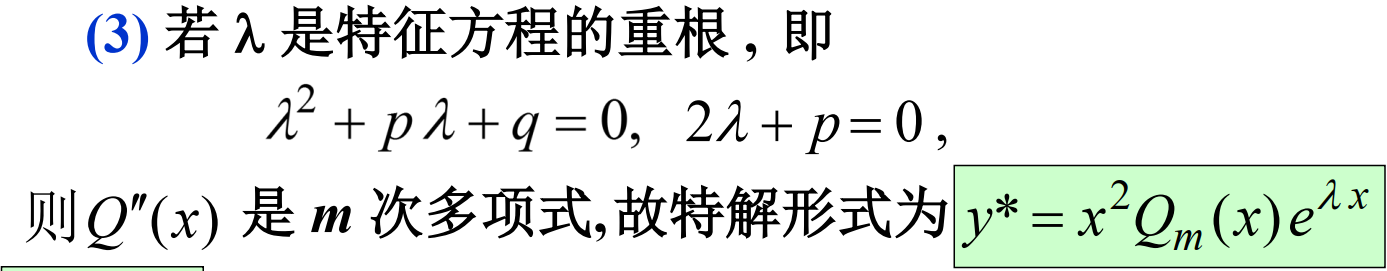 (3) 若 λ 是特征方程的重根 , 即
λ² + p λ + q = 0, 2λ + p = 0 ,
则Q″(x) 是 m 次多项式,故特解形式为 y* = x²Qₘ(x)e^{λx}